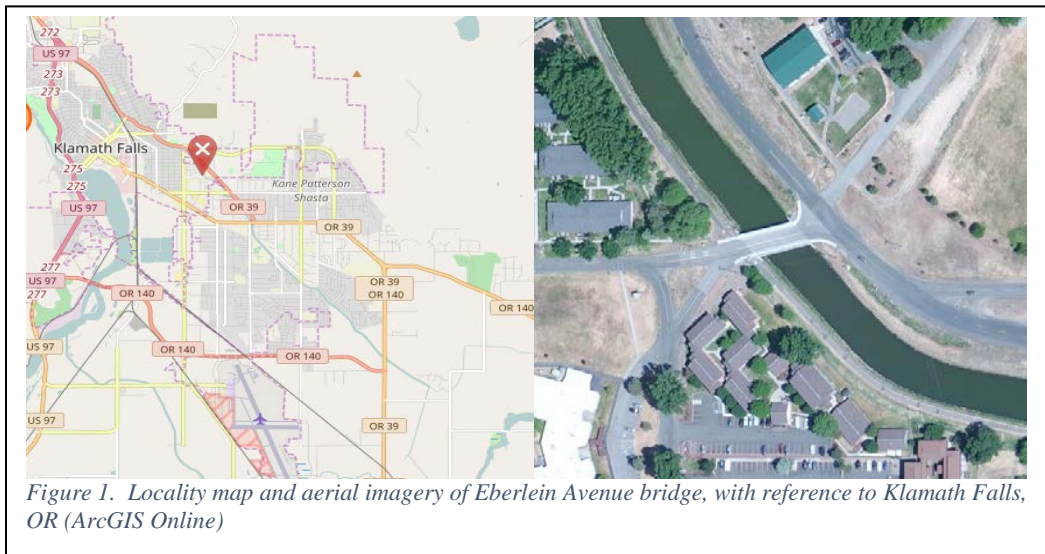 272
US 97
273
273
Klamath Falls
275
275
US 97
Kane Patterson
Shasta
OR 39
OR 39
277
US 97
277
OR 140
OR 39
OR 140
OR 140
US 97
OR 140
OR 140
US 97
OR 39
Figure 1. Locality map and aerial imagery of Eberlein Avenue bridge, with reference to Klamath Falls,
OR (ArcGIS Online)